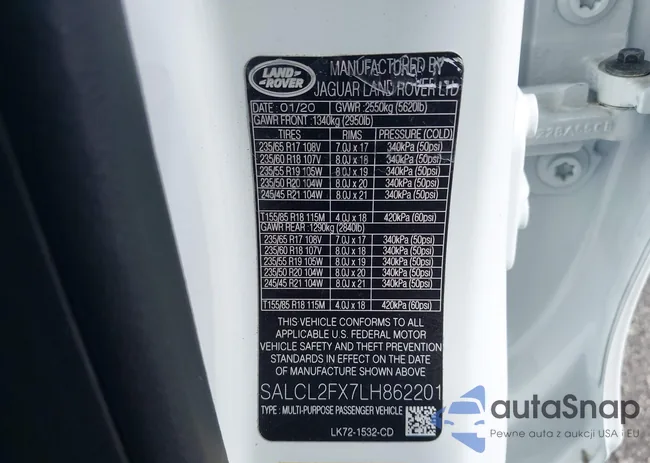 LAND ROVER
MANUFACTURED BY
JAGUAR LAND ROVER LTD
DATE: 01/20 GVWR: 2550kg (5620lb)
GAWR FRONT: 1340kg (2950lb)
TIRES RIMS PRESSURE (COLD)
235/65 R17 108V 7.0J x 17 340kPa (50psi)
235/60 R18 107V 8.0J x 18 340kPa (50psi)
235/55 R19 105W 8.0J x 19 340kPa (50psi)
235/50 R20 104W 8.0J x 20 340kPa (50psi)
245/45 R21 104W 8.0J x 21 340kPa (50psi)
T155/85 R18 115M 4.0J x 18 420kPa (60psi)
GAWR REAR: 1290kg (2840lb)
235/65 R17 108V 7.0J x 17 340kPa (50psi)
235/60 R18 107V 8.0J x 18 340kPa (50psi)
235/55 R19 105W 8.0J x 19 340kPa (50psi)
235/50 R20 104W 8.0J x 20 340kPa (50psi)
245/45 R21 104W 8.0J x 21 340kPa (50psi)
T155/85 R18 115M 4.0J x 18 420kPa (60psi)
THIS VEHICLE CONFORMS TO ALL
APPLICABLE U.S. FEDERAL MOTOR
VEHICLE SAFETY AND THEFT PREVENTION
STANDARDS IN EFFECT ON THE DATE
OF MANUFACTURE SHOWN ABOVE
SALCL2FX7LH862201
TYPE: MULTI-PURPOSE PASSENGER VEHICLE
LK72-1532-CD
autoSnap
Pewne auta z aukcji USA i EU